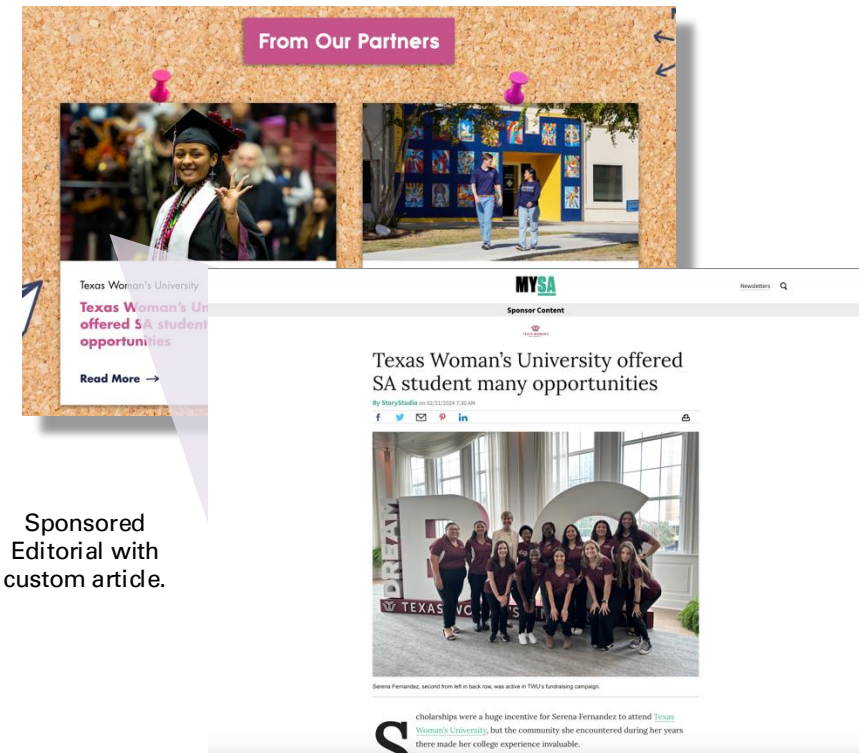 From Our Partners
Texas Woman's University
Texas Woman's Un
offered SA student
opportunities
Read More →
MYSA
Newsletters
Sponsor Content
TEXAS WOMAN'S
Texas Woman's University offered
SA student many opportunities
By StoryStudio on 02/21/2024 7:30 AM
DREAM
BIG
Serena Fernandez, second from left in back row, was active in TWU's fundraising campaign.
Scholarships were a huge incentive for Serena Fernandez to attend Texas
Woman's University, but the community she encountered during her years
there made her college experience invaluable.
Sponsored
Editorial with
custom article.